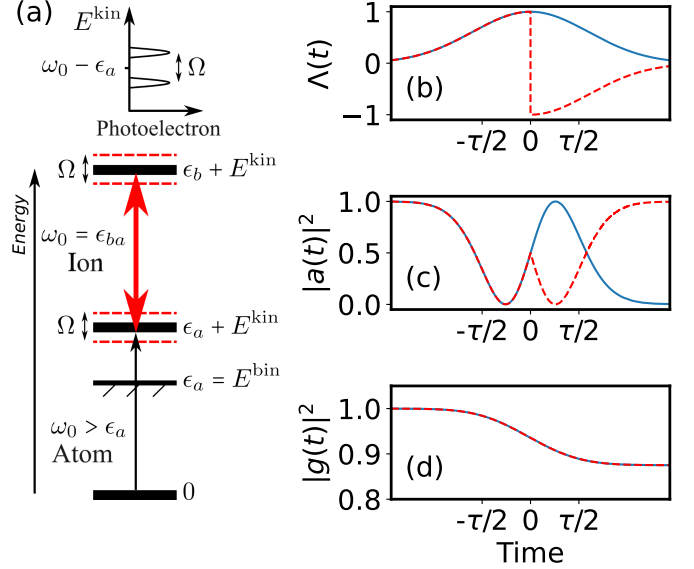 (a)
E^kin
ω₀ − ϵₐ
Ω
Photoelectron
Energy
Ω
ϵ_b + E^kin
ω₀ = ϵ_ba
Ion
Ω
ϵₐ + E^kin
ϵₐ = E^bin
ω₀ > ϵₐ
Atom
0
Λ(t)
1
0
−1
(b)
-τ/2 0 τ/2
|a(t)|²
1.0
0.5
0.0
(c)
-τ/2 0 τ/2
|g(t)|²
1.0
0.9
0.8
(d)
-τ/2 0 τ/2
Time